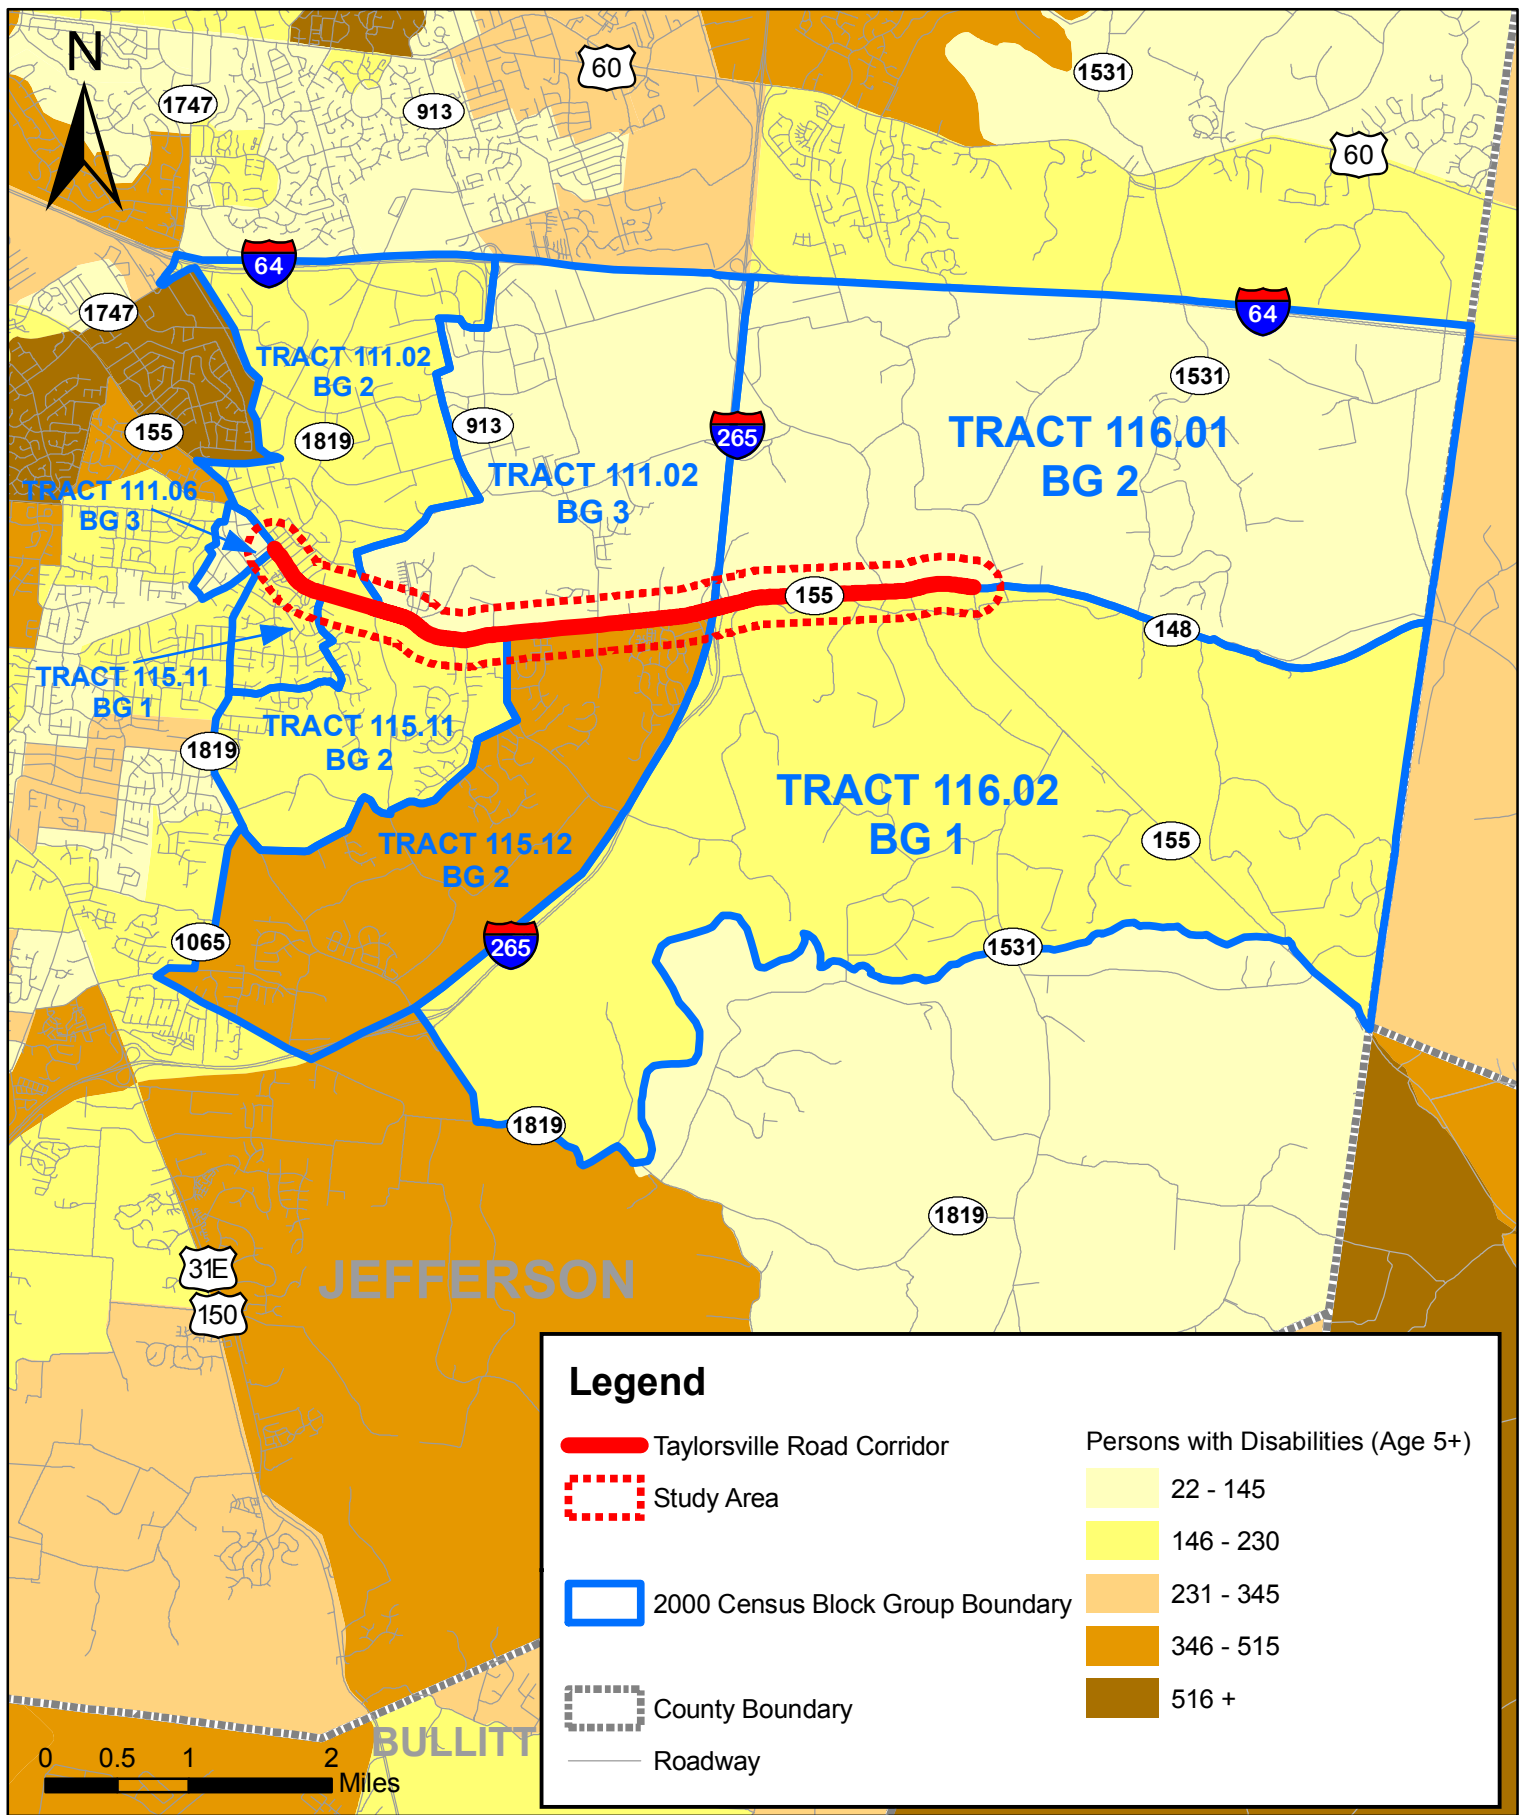 N
1747
913
60
1531
60
64
1747
64
TRACT 111.02
BG 2
1531
155
1819
913
265
TRACT 116.01
BG 2
TRACT 111.02
BG 3
TRACT 111.06
BG 3
155
148
TRACT 115.11
BG 1
TRACT 115.11
BG 2
1819
TRACT 116.02
BG 1
155
TRACT 115.12
BG 2
1065
265
1531
1819
1819
31E
150
JEFFERSON
BULLITT
0 0.5 1 2
Miles
Legend
Taylorsville Road Corridor
Study Area
2000 Census Block Group Boundary
County Boundary
Roadway
Persons with Disabilities (Age 5+)
22 - 145
146 - 230
231 - 345
346 - 515
516 +